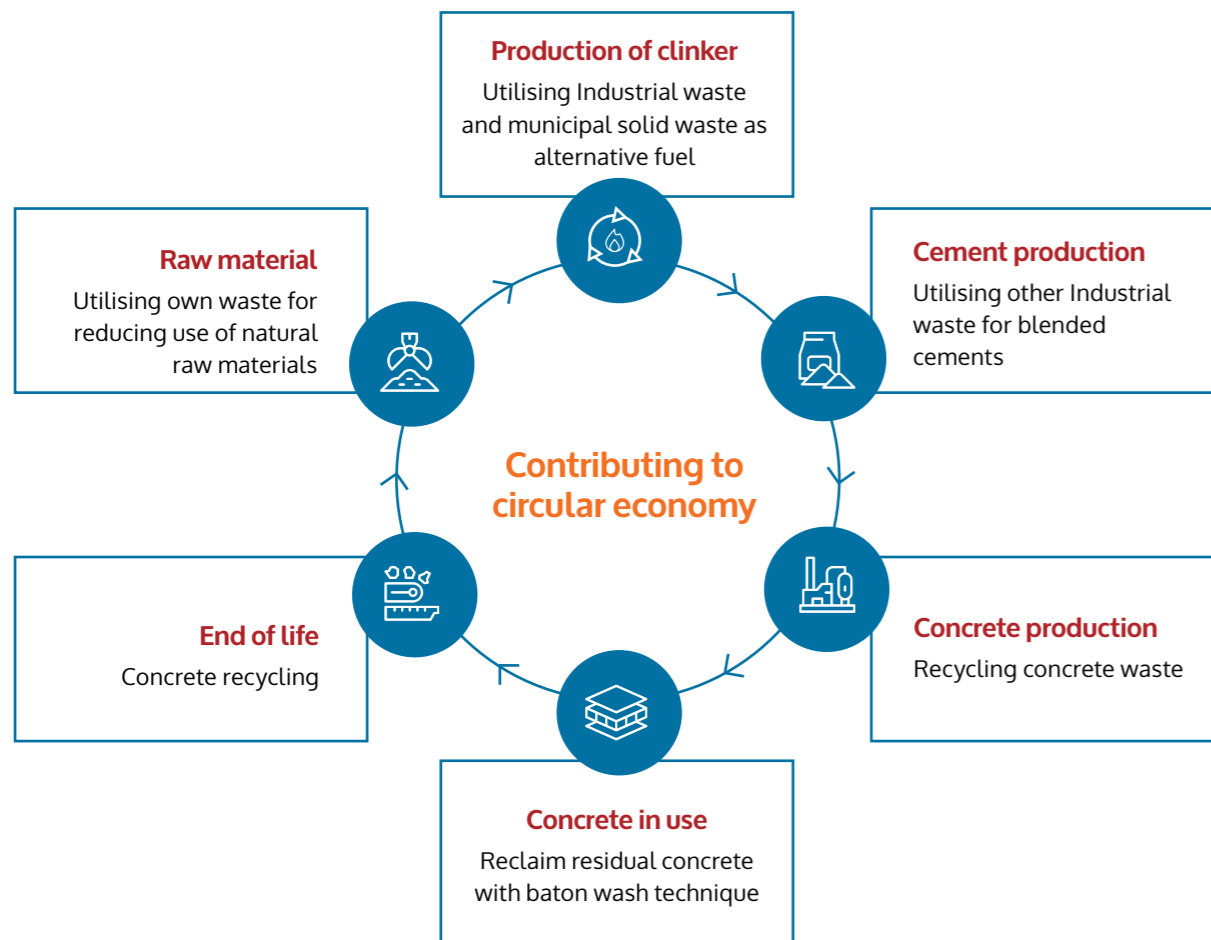 Production of clinker
Utilising Industrial waste
and municipal solid waste as
alternative fuel
Raw material
Utilising own waste for
reducing use of natural
raw materials
Cement production
Utilising other Industrial
waste for blended
cements
Contributing to
circular economy
End of life
Concrete recycling
Concrete production
Recycling concrete waste
Concrete in use
Reclaim residual concrete
with baton wash technique